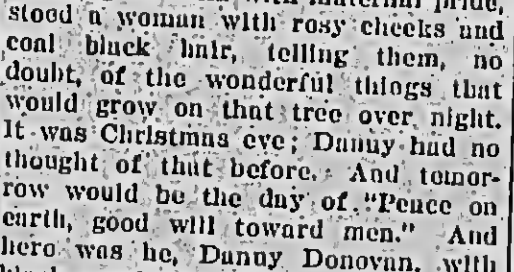 with maternal pride,
stood a woman with rosy cheeks and
coal black hair, telling them, no
doubt, of the wonderful things that
would grow on that tree over night.
It was Christmas eve; Danny had no
thought of that before. And tomor-
row would be the day of "Peace on
earth, good will toward men." And
here was he, Danny Donovan, with